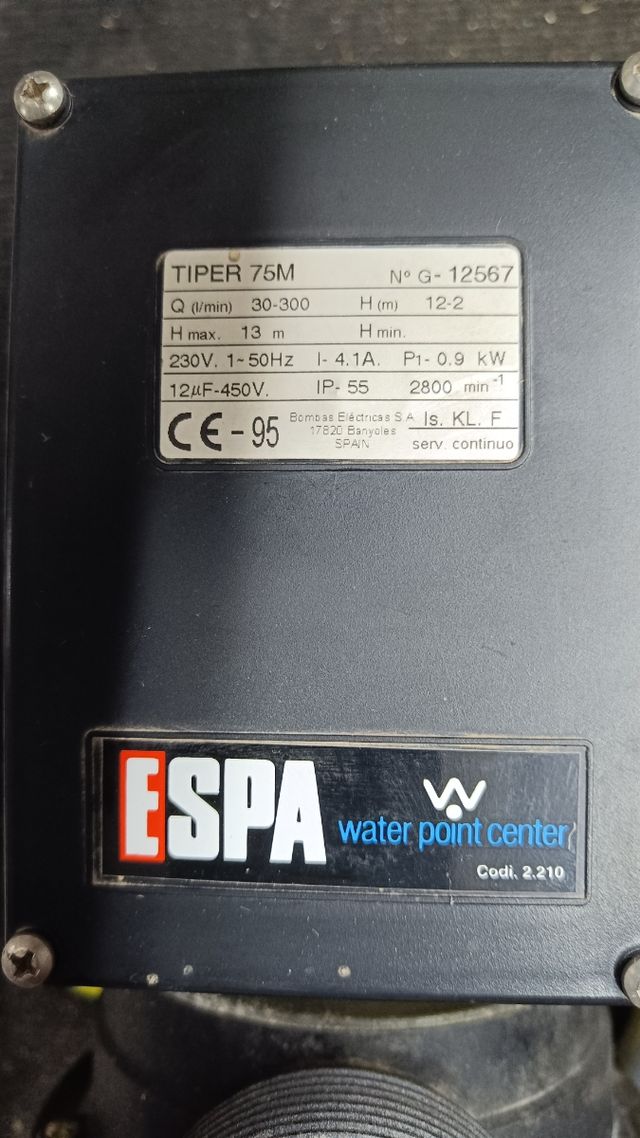 TIPER 75M Nº G- 12567
Q (l/min) 30-300 H (m) 12-2
H max. 13 m H min.
230V. 1~50Hz I- 4.1A. P1- 0.9 kW
12µF-450V. IP- 55 2800 min⁻¹
CE - 95 Bombas Eléctricas S.A. Is. KL. F
17820 Banyoles
SPAIN serv. continuo
ESPA
water point center
Codi. 2.210